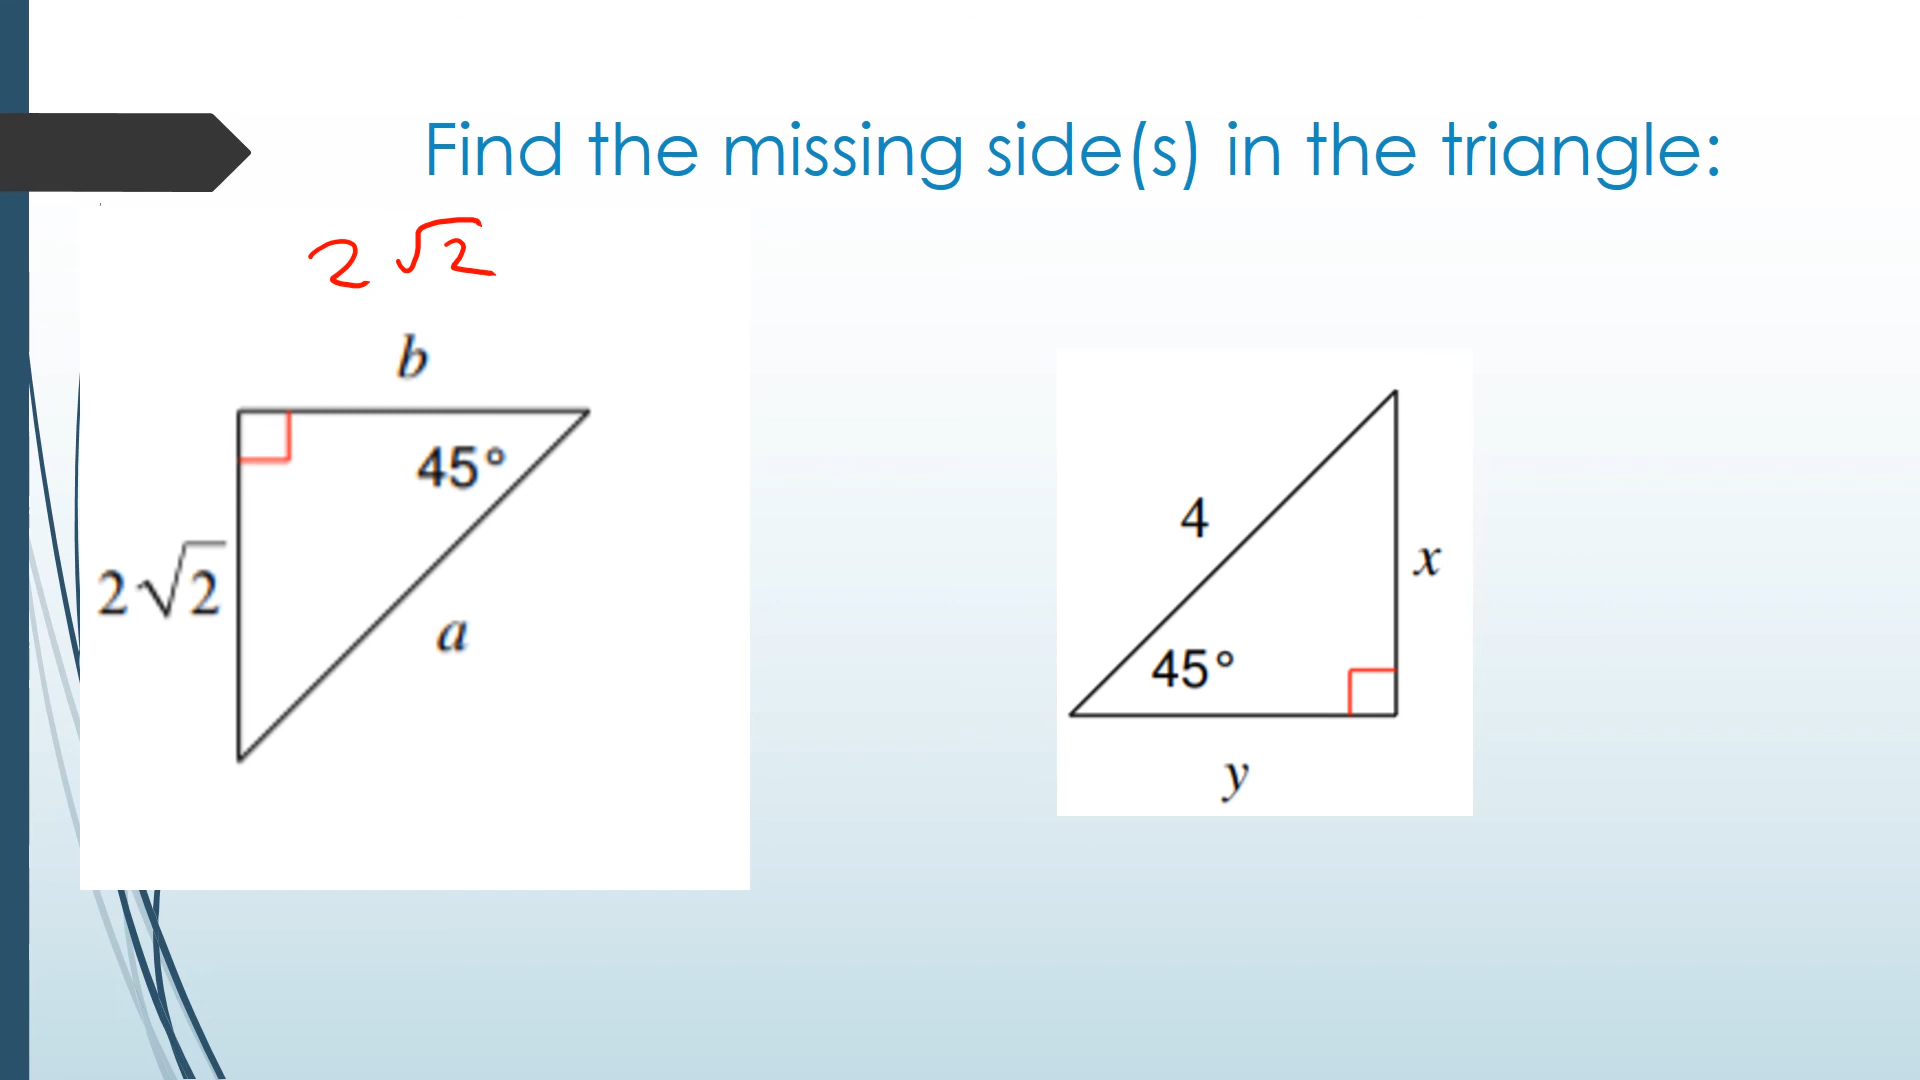 Find the missing side(s) in the triangle:
2 √2
b
45°
2√2
a
4
x
45°
y